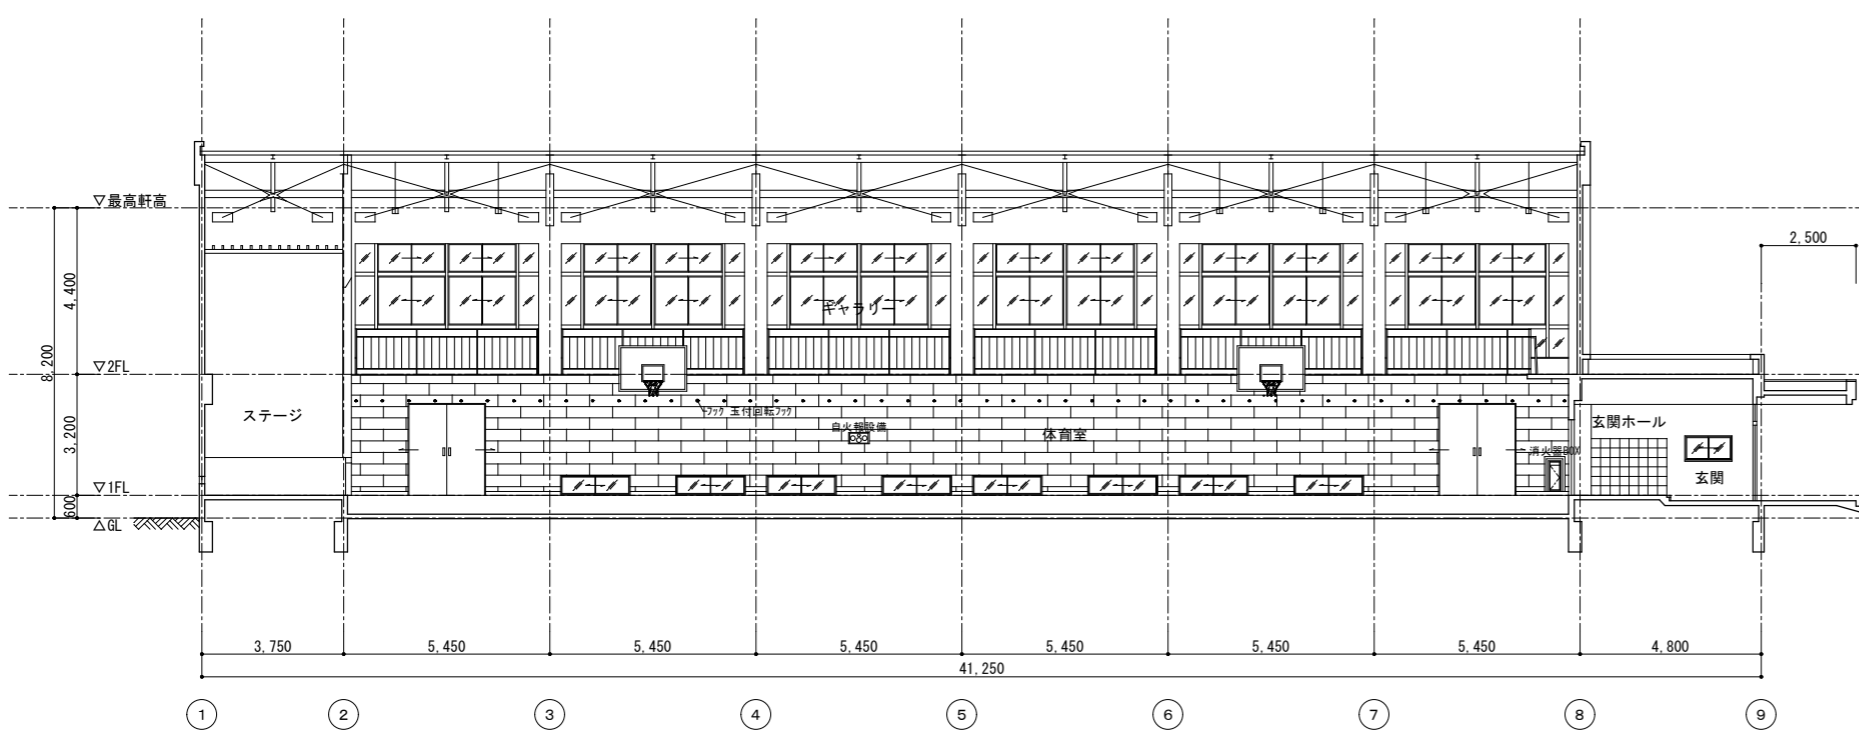 ▽最高軒高
2,500
4,400
ギャラリー
8,200
▽2FL
ﾌｯｸ 玉付回転ﾌｯｸ
ステージ
自火報設備
体育室
玄関ホール
3,200
消火器BOX
玄関
▽1FL
600
△GL
3,750 5,450 5,450 5,450 5,450 5,450 5,450 4,800
41,250
1 2 3 4 5 6 7 8 9